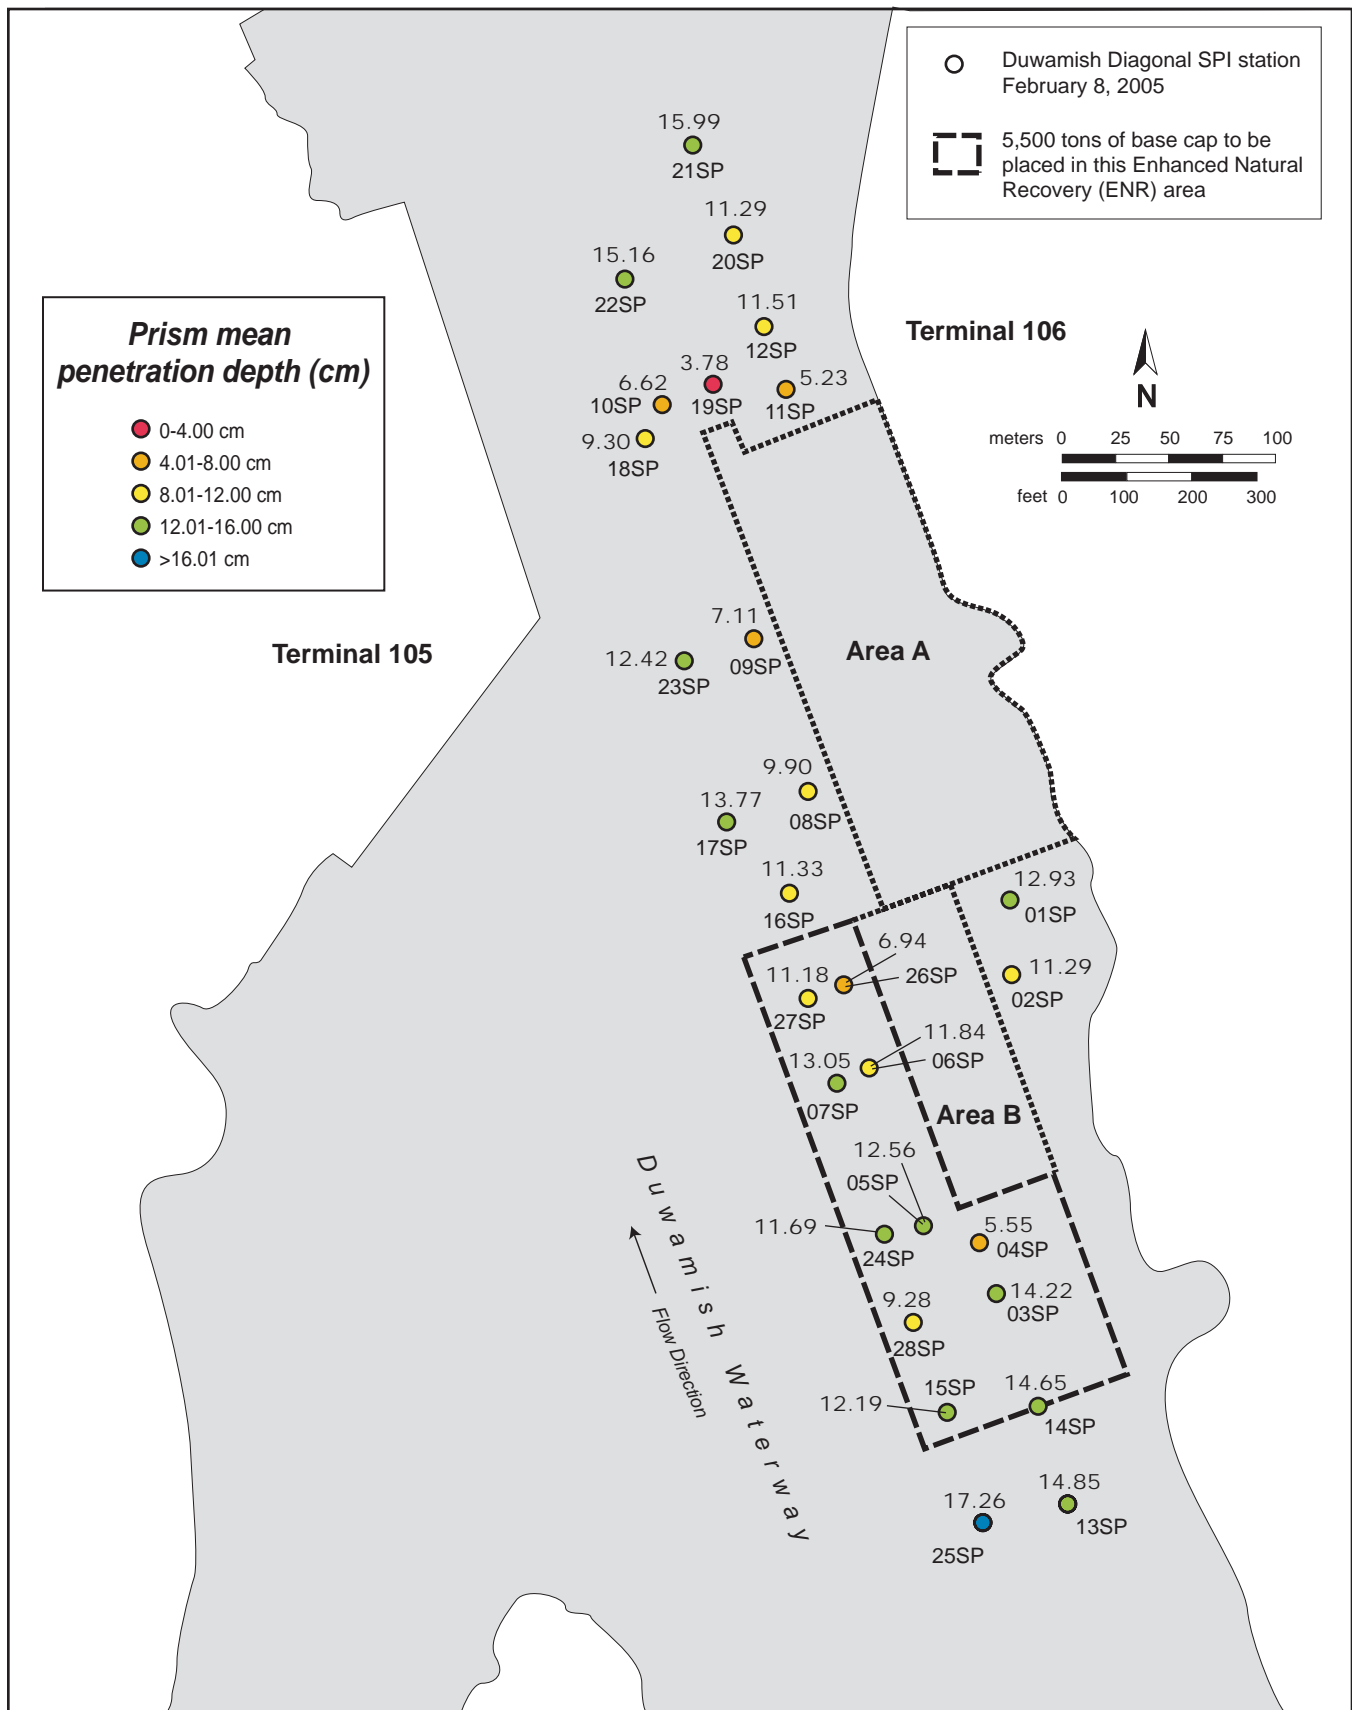 Duwamish Diagonal SPI station
February 8, 2005
5,500 tons of base cap to be
placed in this Enhanced Natural
Recovery (ENR) area
15.99
21SP
11.29
20SP
15.16
22SP
11.51
12SP
Terminal 106
N
Prism mean
penetration depth (cm)
0-4.00 cm
4.01-8.00 cm
8.01-12.00 cm
12.01-16.00 cm
>16.01 cm
3.78
19SP
6.62
10SP
5.23
11SP
9.30
18SP
meters 0 25 50 75 100
feet 0 100 200 300
Terminal 105
7.11
09SP
12.42
23SP
Area A
9.90
08SP
13.77
17SP
11.33
16SP
12.93
01SP
6.94
26SP
11.18
27SP
11.29
02SP
11.84
06SP
13.05
07SP
Area B
12.56
05SP
11.69
24SP
5.55
04SP
14.22
03SP
9.28
28SP
Duwamish Waterway
Flow Direction
15SP
12.19
14.65
14SP
17.26
25SP
14.85
13SP